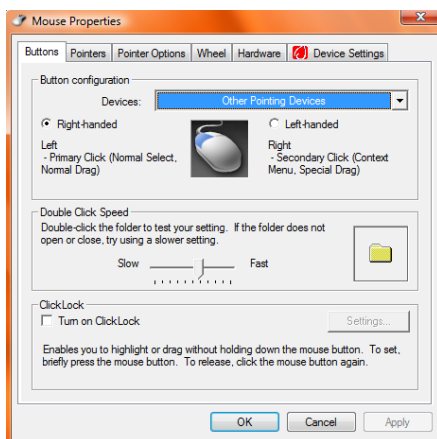 Mouse Properties
Buttons Pointers Pointer Options Wheel Hardware Device Settings
Button configuration
Devices: Other Pointing Devices
Right-handed Left-handed
Left
- Primary Click (Normal Select,
Normal Drag)
Right
- Secondary Click (Context
Menu, Special Drag)
Double Click Speed
Double-click the folder to test your setting. If the folder does not
open or close, try using a slower
setting.
Slow Fast
ClickLock
Turn on ClickLock Settings...
Enables you to highlight or drag without holding down the mouse button. To set,
briefly press the mouse button. To release, click the mouse button again.
OK Cancel Apply